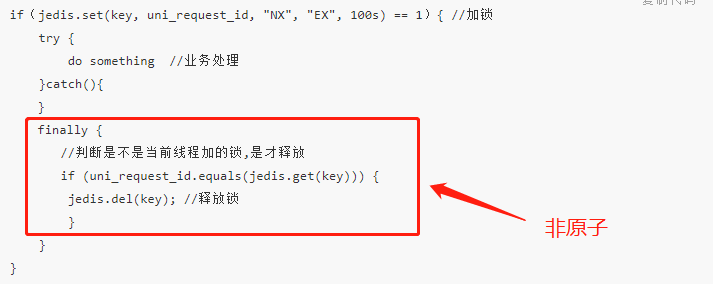 复制代码
if（jedis.set(key, uni_request_id, "NX", "EX", 100s) == 1）{ //加锁
try {
do something //业务处理
}catch(){
}
finally {
//判断是不是当前线程加的锁,是才释放
if (uni_request_id.equals(jedis.get(key))) {
jedis.del(key); //释放锁
}
}
}
非原子